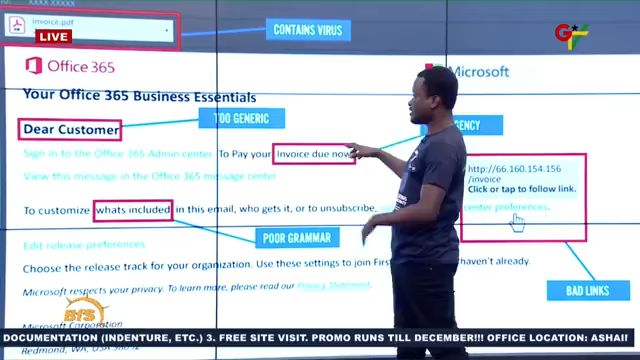 invoice.pdf
CONTAINS VIRUS
LIVE
GTV
Office 365
Microsoft
Your Office 365 Business Essentials
TOO GENERIC
Dear Customer
Sign in to the Office 365 Admin center To Pay your Invoice due now
http://66.160.154.156
/invoice
Click or tap to follow link.
View this message in the Office 365 message center
To customize whats included in this email, who gets it, or to unsubscribe, center preferences.
POOR GRAMMAR
Edit release preferences
Choose the release track for your organization. Use these settings to join First haven't already.
BAD LINKS
Microsoft respects your privacy. To learn more, please read our Privacy Statement.
BTS
Microsoft Corporation
DOCUMENTATION (INDENTURE, ETC.) 3. FREE SITE VISIT. PROMO RUNS TILL DECEMBER!!! OFFICE LOCATION:
Redmond, WA, USA 98052